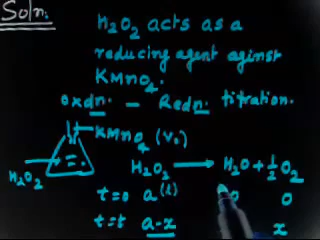 Soln.
H₂O₂ acts as a
reducing agent against
KMnO₄.
oxdn. - Redn. titration.
KMnO₄ (V₀)
H₂O₂
H₂O₂ → H₂O + ½ O₂
t=0 a 0 0
t=t a-x x